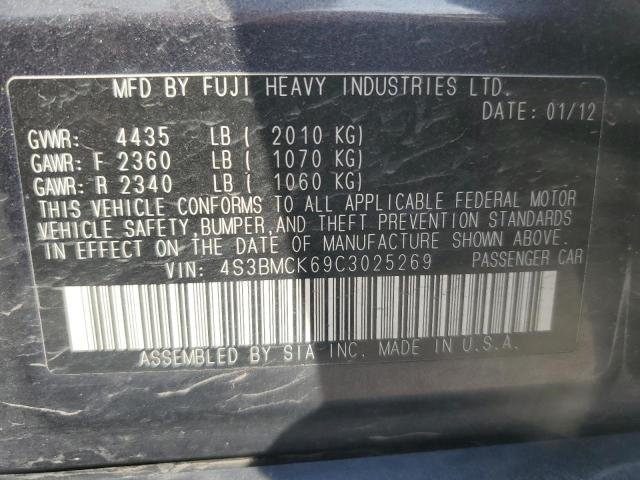 MFD BY FUJI HEAVY INDUSTRIES LTD.
DATE: 01/12
GVWR: 4435 LB ( 2010 KG)
GAWR: F 2360 LB ( 1070 KG)
GAWR: R 2340 LB ( 1060 KG)
THIS VEHICLE CONFORMS TO ALL APPLICABLE FEDERAL MOTOR
VEHICLE SAFETY, BUMPER, AND THEFT PREVENTION STANDARDS
IN EFFECT ON THE DATE OF MANUFACTURE SHOWN ABOVE.
VIN: 4S3BMCK69C3025269 PASSENGER CAR
ASSEMBLED BY SIA INC. MADE IN U.S.A.